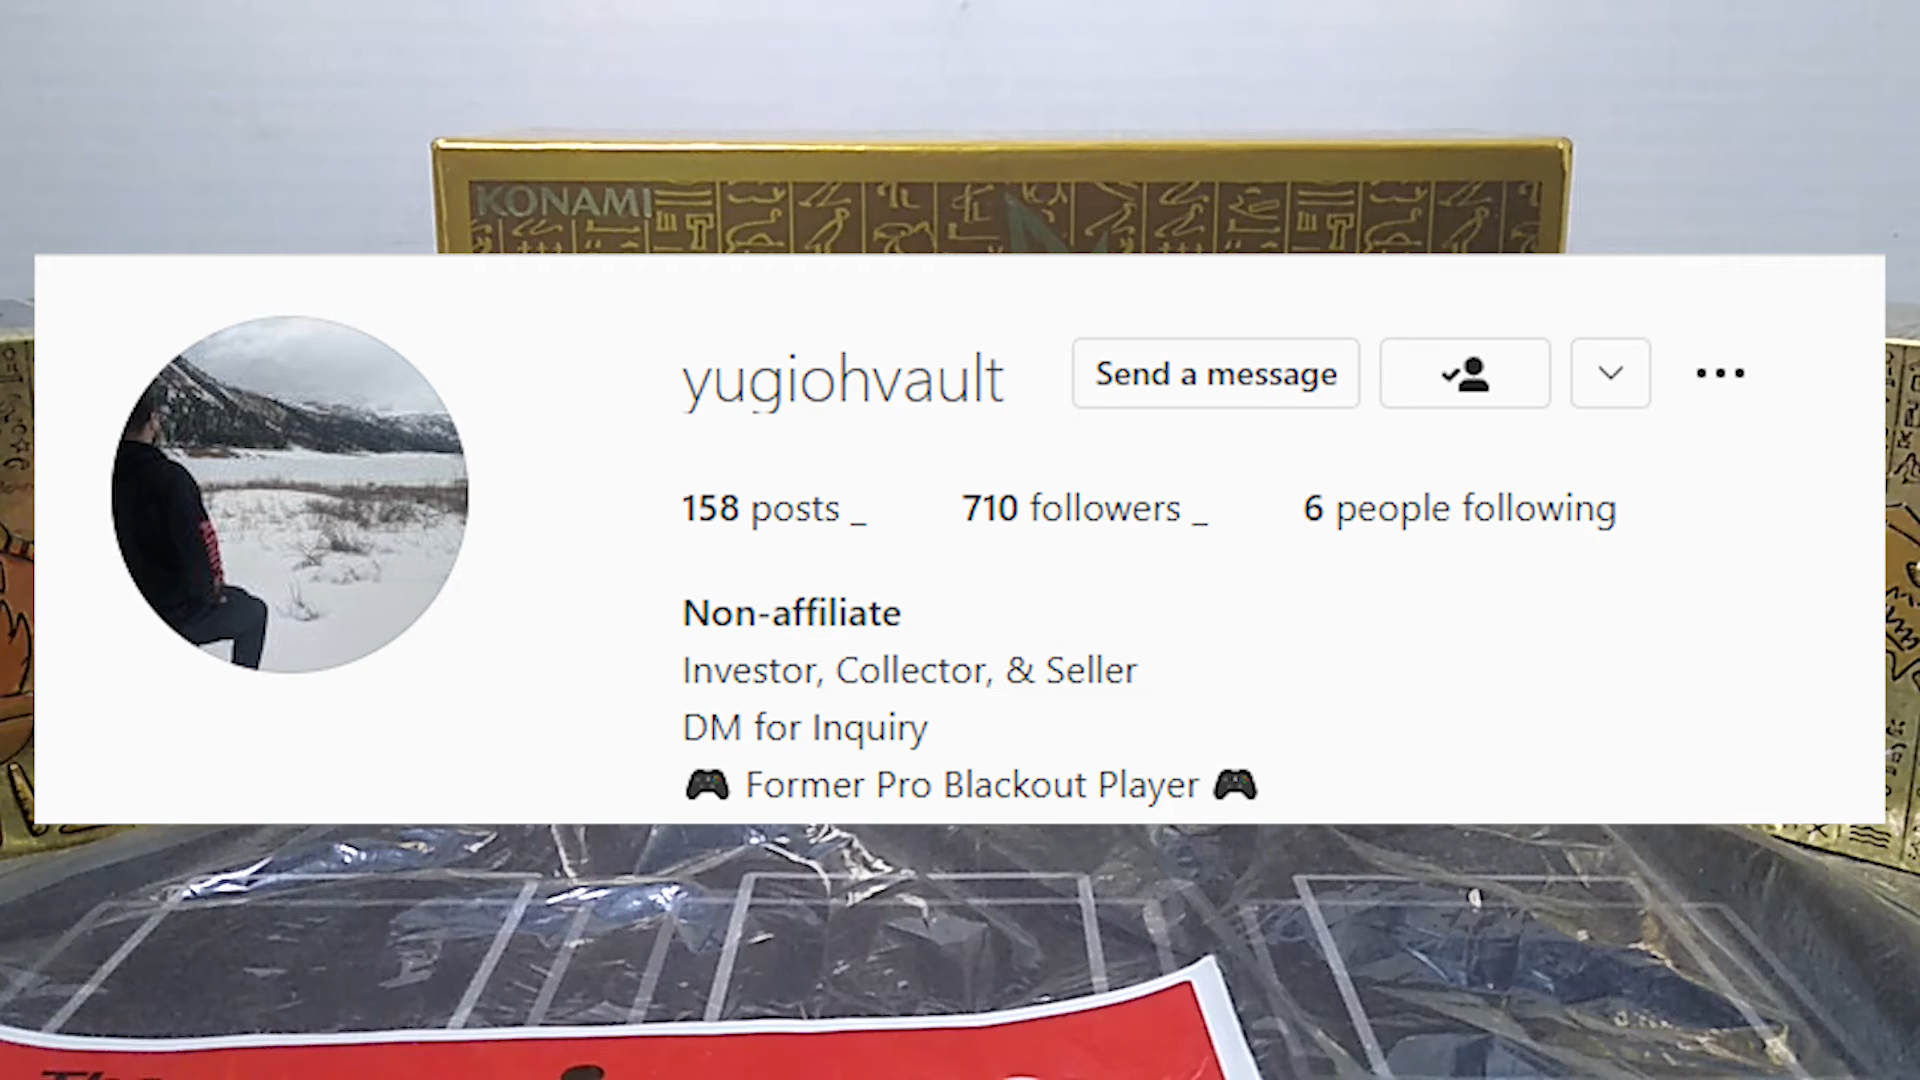 KONAMI
yugiohvault
Send a message
158 posts _ 710 followers _ 6 people following
Non-affiliate
Investor, Collector, & Seller
DM for Inquiry
🎮 Former Pro Blackout Player 🎮